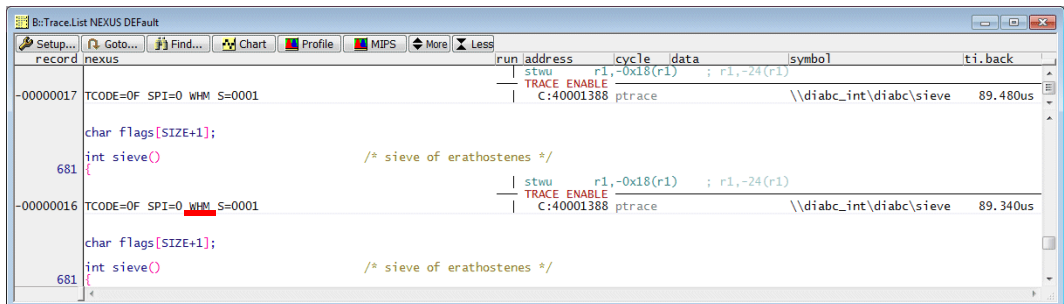 B::Trace.List NEXUS DEFault
Setup... Goto... Find... Chart Profile MIPS More Less
record nexus run address cycle data symbol ti.back
stwu r1,-0x18(r1) ; r1,-24(r1)
TRACE ENABLE
-00000017 TCODE=0F SPI=0 WHM S=0001 C:40001388 ptrace \\diabc_int\diabc\sieve 89.480us
char flags[SIZE+1];
int sieve() /* sieve of erathostenes */
681 {
stwu r1,-0x18(r1) ; r1,-24(r1)
TRACE ENABLE
-00000016 TCODE=0F SPI=0 WHM S=0001 C:40001388 ptrace \\diabc_int\diabc\sieve 89.340us
char flags[SIZE+1];
int sieve() /* sieve of erathostenes */
681 {